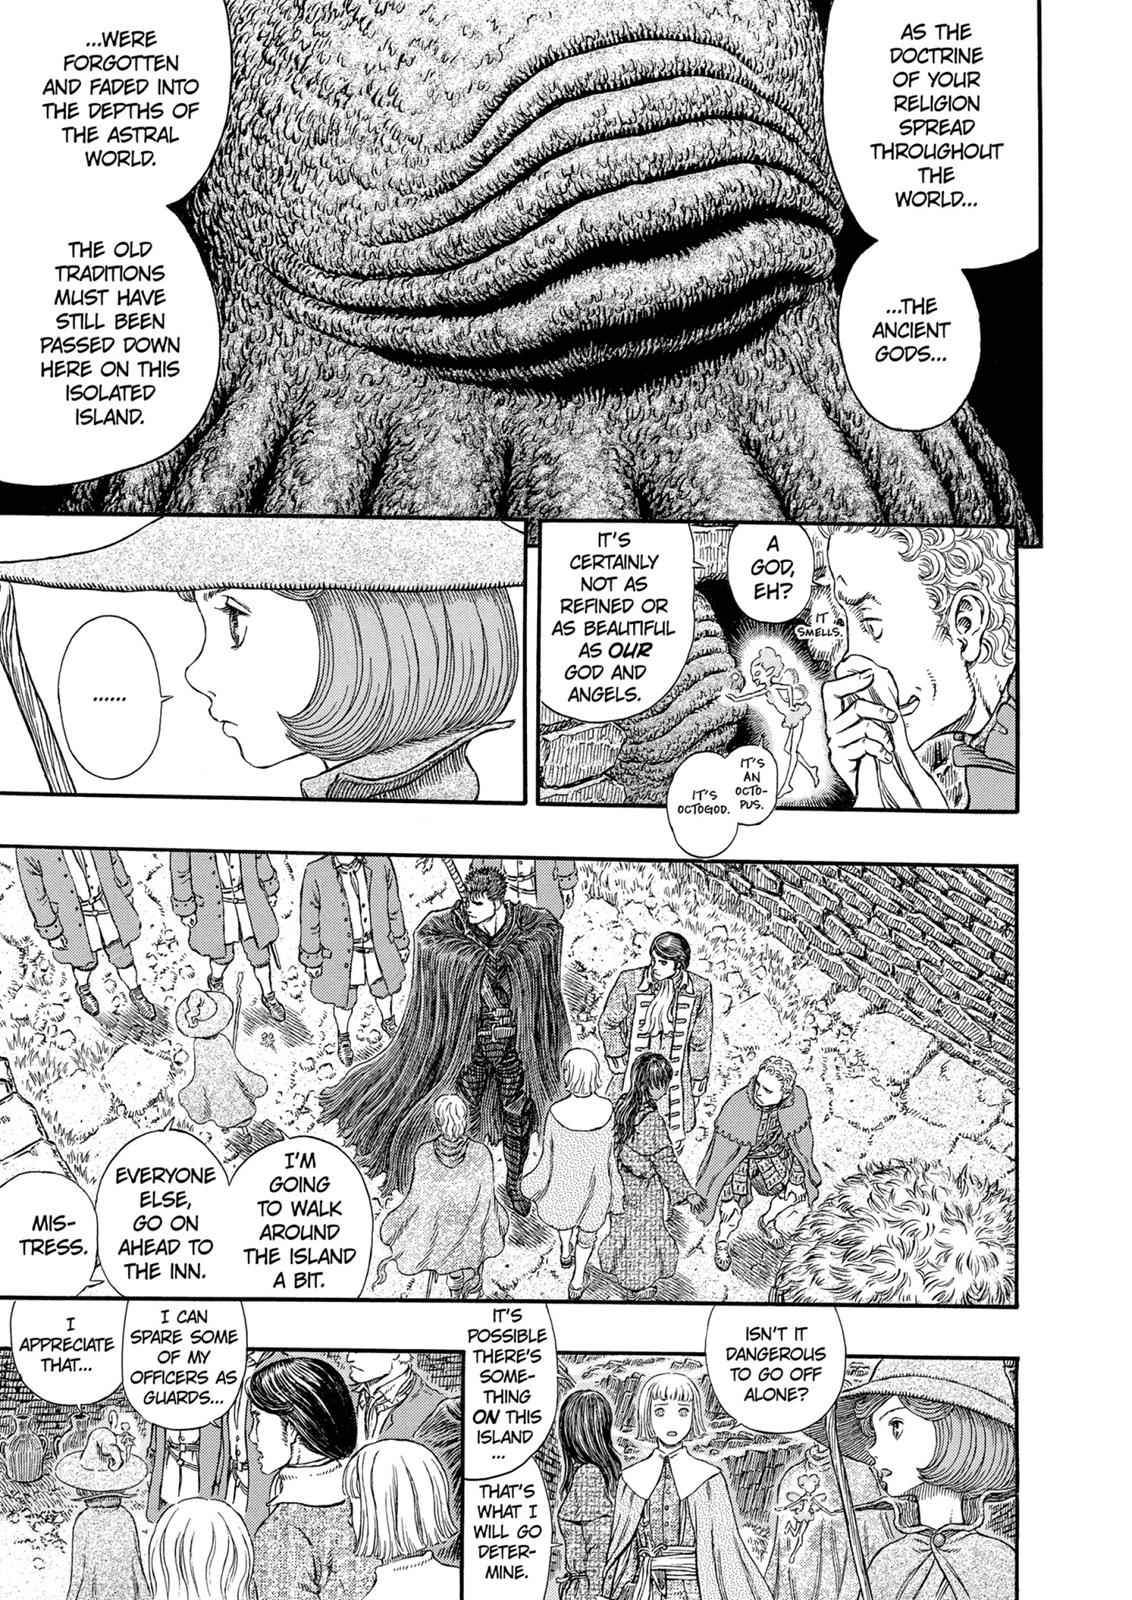 AS THE
DOCTRINE
OF YOUR
RELIGION
SPREAD
THROUGHOUT
THE
WORLD...
...THE
ANCIENT
GODS...
...WERE
FORGOTTEN
AND FADED INTO
THE DEPTHS OF
THE ASTRAL
WORLD.
THE OLD
TRADITIONS
MUST HAVE
STILL BEEN
PASSED DOWN
HERE ON THIS
ISOLATED
ISLAND.
A
GOD,
EH?
IT
SMELLS.
IT'S
CERTAINLY
NOT AS
REFINED OR
AS BEAUTIFUL
AS OUR
GOD AND
ANGELS.
IT'S
AN
OCTO-
PUS.
IT'S
OCTOGOD.
......
I'M
GOING
TO WALK
AROUND
THE ISLAND
A BIT.
EVERYONE
ELSE,
GO ON
AHEAD TO
THE INN.
MIS-
TRESS.
ISN'T IT
DANGEROUS
TO GO OFF
ALONE?
IT'S
POSSIBLE
THERE'S
SOME-
THING
ON THIS
ISLAND
...
THAT'S
WHAT I
WILL GO
DETER-
MINE.
I CAN
SPARE SOME
OF MY
OFFICERS AS
GUARDS...
I
APPRECIATE
THAT...